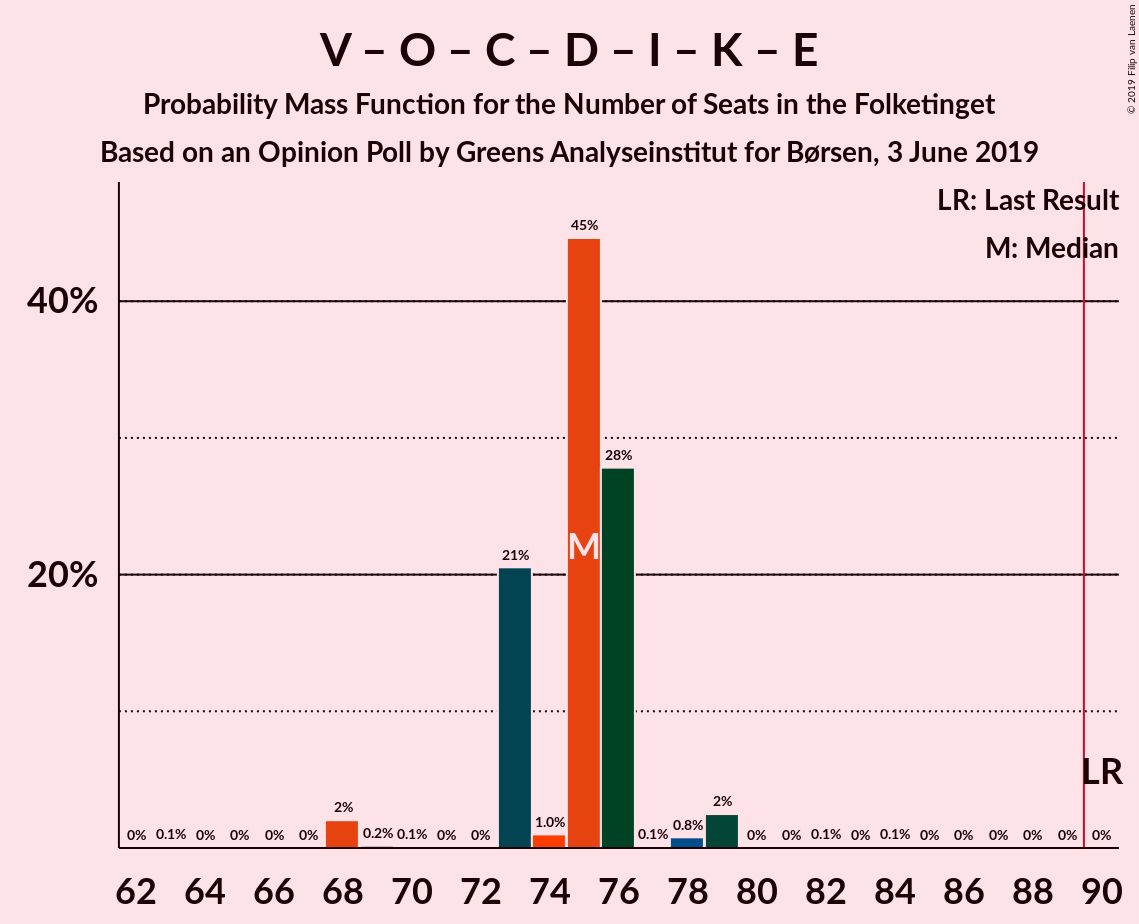 V – O – C – D – I – K – E
Probability Mass Function for the Number of Seats in the Folketinget
Based on an Opinion Poll by Greens Analyseinstitut for Børsen, 3 June 2019
© 2019 Filip van Laenen
LR: Last Result
M: Median
45%
40%
28%
21%
M
20%
LR
0% 0.1% 0% 0% 0% 0% 2% 0.2% 0.1% 0% 0% 1.0% 0.1% 0.8% 2% 0% 0% 0.1% 0% 0.1% 0% 0% 0% 0% 0% 0%
62 64 66 68 70 72 74 76 78 80 82 84 86 88 90